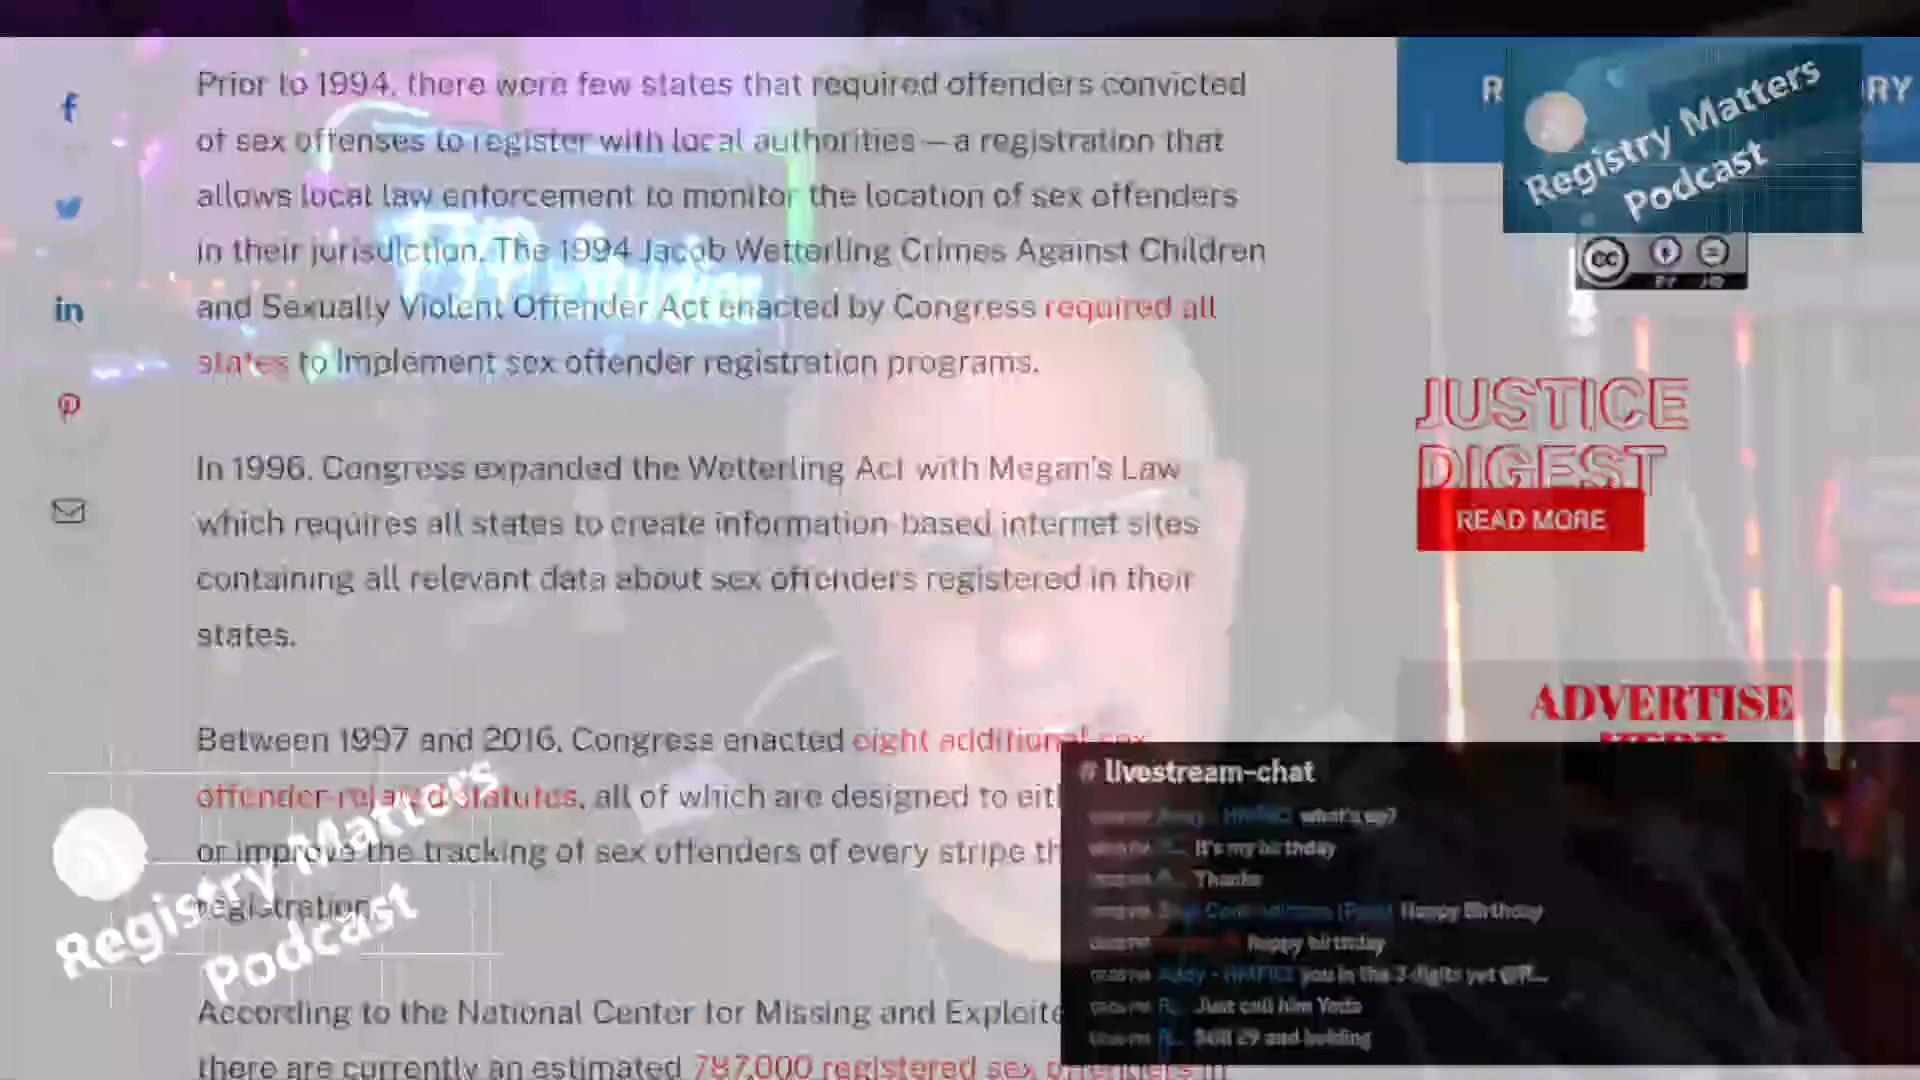 Prior to 1994, there were few states that required offenders convicted
of sex offenses to register with local authorities — a registration that
allows local law enforcement to monitor the location of sex offenders
in their jurisdiction. The 1994 Jacob Wetterling Crimes Against Children
and Sexually Violent Offender Act enacted by Congress required all
states to implement sex offender registration programs.
In 1996, Congress expanded the Wetterling Act with Megan's Law
which requires all states to create information-based internet sites
containing all relevant data about sex offenders registered in their
states.
Between 1997 and 2016, Congress enacted eight additional sex
offender-related statutes, all of which are designed to eit
or improve the tracking of sex offenders of every stripe th
registration.
According to the National Center for Missing and Exploite
there are currently an estimated 787,000 registered sex offenders in
FYP Studios
R
RY
Registry Matters
Podcast
CC
BY ND
JUSTICE
DIGEST
READ MORE
ADVERTISE
HERE
# livestream-chat
what's up?
It's my birthday
Thanks
Happy Birthday
happy birthday
you in the 3 digits yet
Just call him Yoda
Still 29 and holding
Registry Matters
Podcast